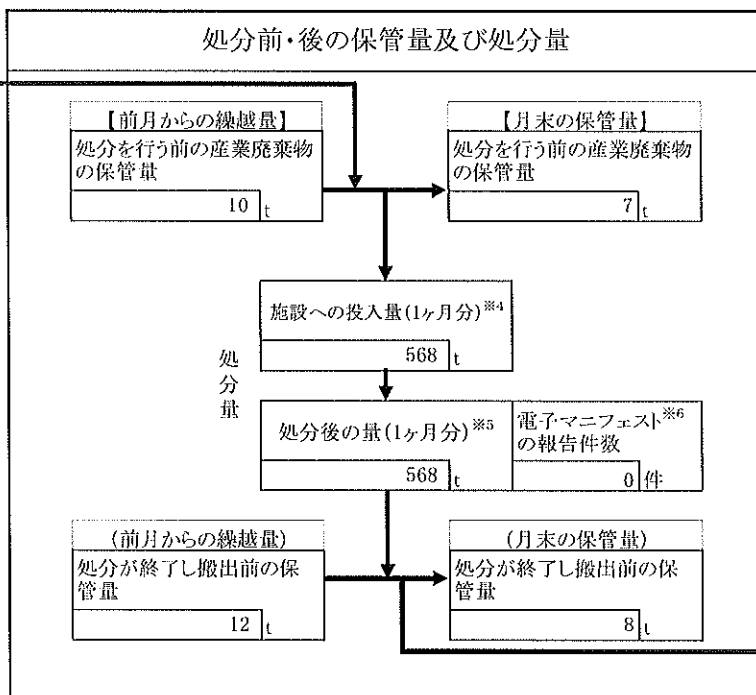 処分前・後の保管量及び処分量
【前月からの繰越量】
処分を行う前の産業廃棄物
の保管量
10 t
【月末の保管量】
処分を行う前の産業廃棄物
の保管量
7 t
施設への投入量(1ヶ月分)※4
568 t
処分量
処分後の量(1ヶ月分)※5
568 t
電子マニフェスト※6
の報告件数
0 件
(前月からの繰越量)
処分が終了し搬出前の保
管量
12 t
(月末の保管量)
処分が終了し搬出前の保
管量
8 t